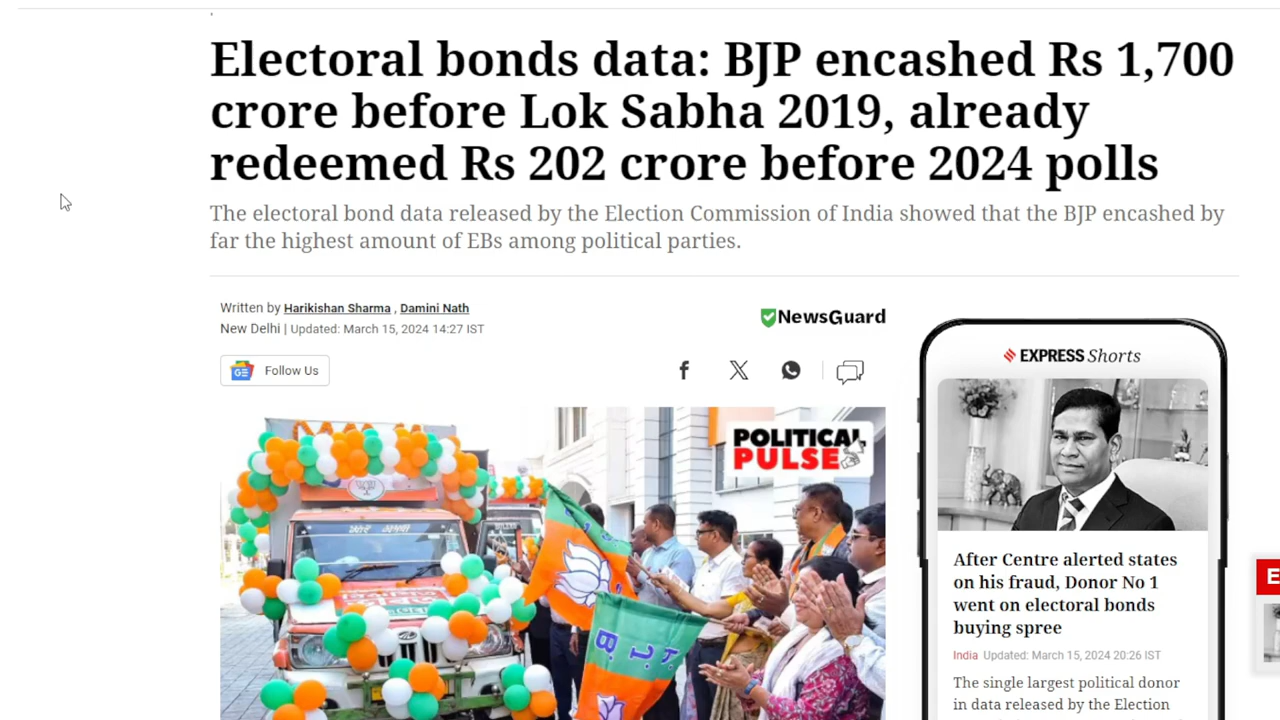 Electoral bonds data: BJP encashed Rs 1,700
crore before Lok Sabha 2019, already
redeemed Rs 202 crore before 2024 polls
The electoral bond data released by the Election Commission of India showed that the BJP encashed by
far the highest amount of EBs among political parties.
Written by Harikishan Sharma , Damini Nath
New Delhi | Updated: March 15, 2024 14:27 IST
NewsGuard
GE Follow Us
POLITICAL
PULSE
EXPRESS Shorts
After Centre alerted states
on his fraud, Donor No 1
went on electoral bonds
buying spree
India Updated: March 15, 2024 20:26 IST
The single largest political donor
in data released by the Election
E